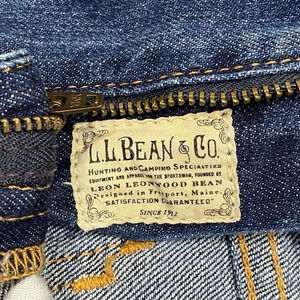 L.L.BEAN & CO.
HUNTING AND CAMPING SPECIALTIES
EQUIPMENT AND APPAREL FOR THE SPORTSMAN, FOUNDED BY
LEON LEONWOOD BEAN
Designed in Freeport, Maine
"SATISFACTION GUARANTEED"
SINCE 1912